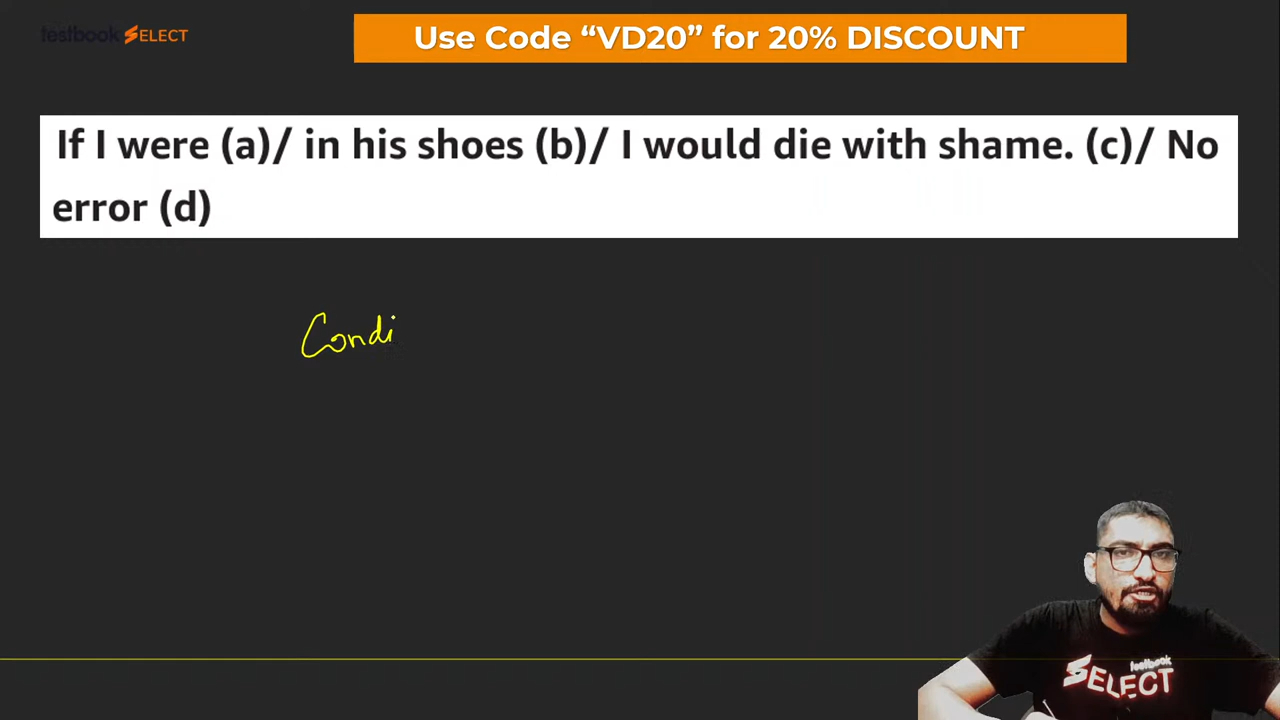 testbook SELECT
Use Code “VD20” for 20% DISCOUNT
If I were (a)/ in his shoes (b)/ I would die with shame. (c)/ No
error (d)
Condi
testbook
SELECT